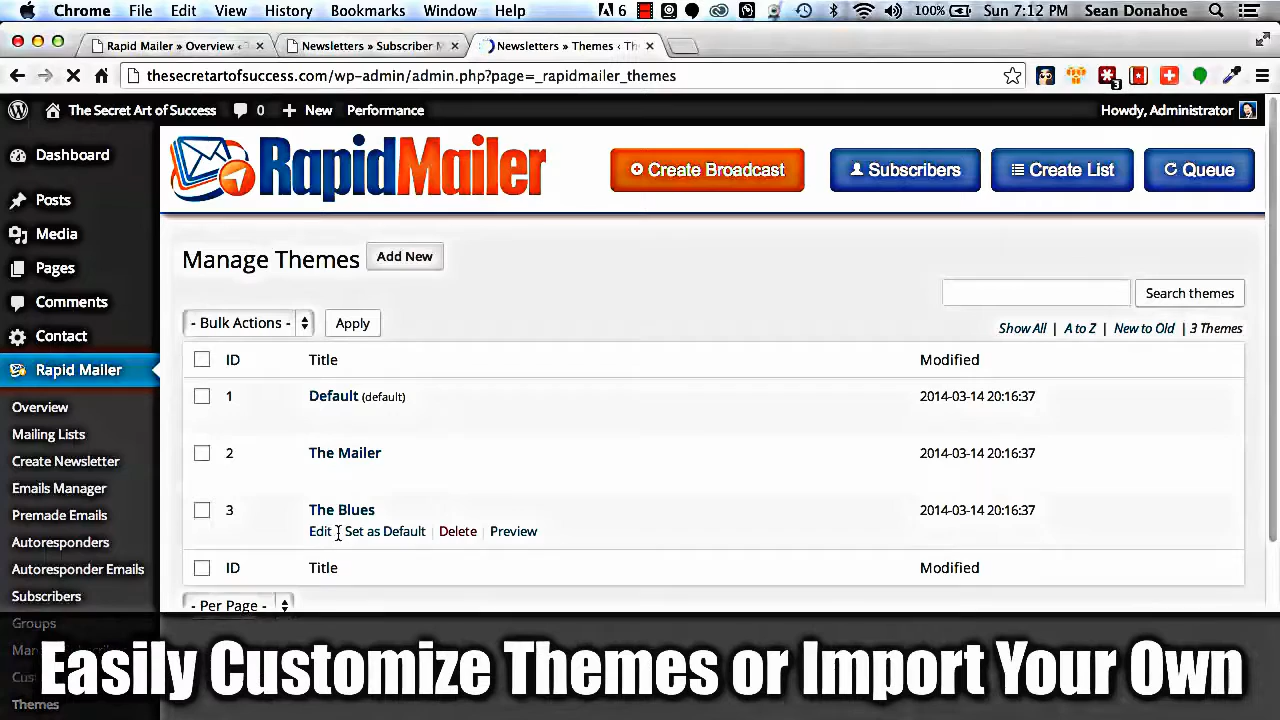 Chrome File Edit View History Bookmarks Window Help 6 100% Sun 7:12 PM Sean Donahoe
Rapid Mailer » Overview ‹ Newsletters » Subscriber M Newsletters » Themes ‹ Th
thesecretartofsuccess.com/wp-admin/admin.php?page=_rapidmailer_themes 3
The Secret Art of Success 0 New Performance Howdy, Administrator
RapidMailer Create Broadcast Subscribers Create List Queue
Dashboard
Posts
Media
Pages
Comments
Contact
Rapid Mailer
Overview
Mailing Lists
Create Newsletter
Emails Manager
Premade Emails
Autoresponders
Autoresponder Emails
Subscribers
Groups
Themes
Manage Themes Add New
Search themes
- Bulk Actions - Apply
Show All | A to Z | New to Old | 3 Themes
ID Title Modified
1 Default (default) 2014-03-14 20:16:37
2 The Mailer 2014-03-14 20:16:37
3 The Blues 2014-03-14 20:16:37
Edit | Set as Default | Delete | Preview
ID Title Modified
- Per Page -
Easily Customize Themes or Import Your Own